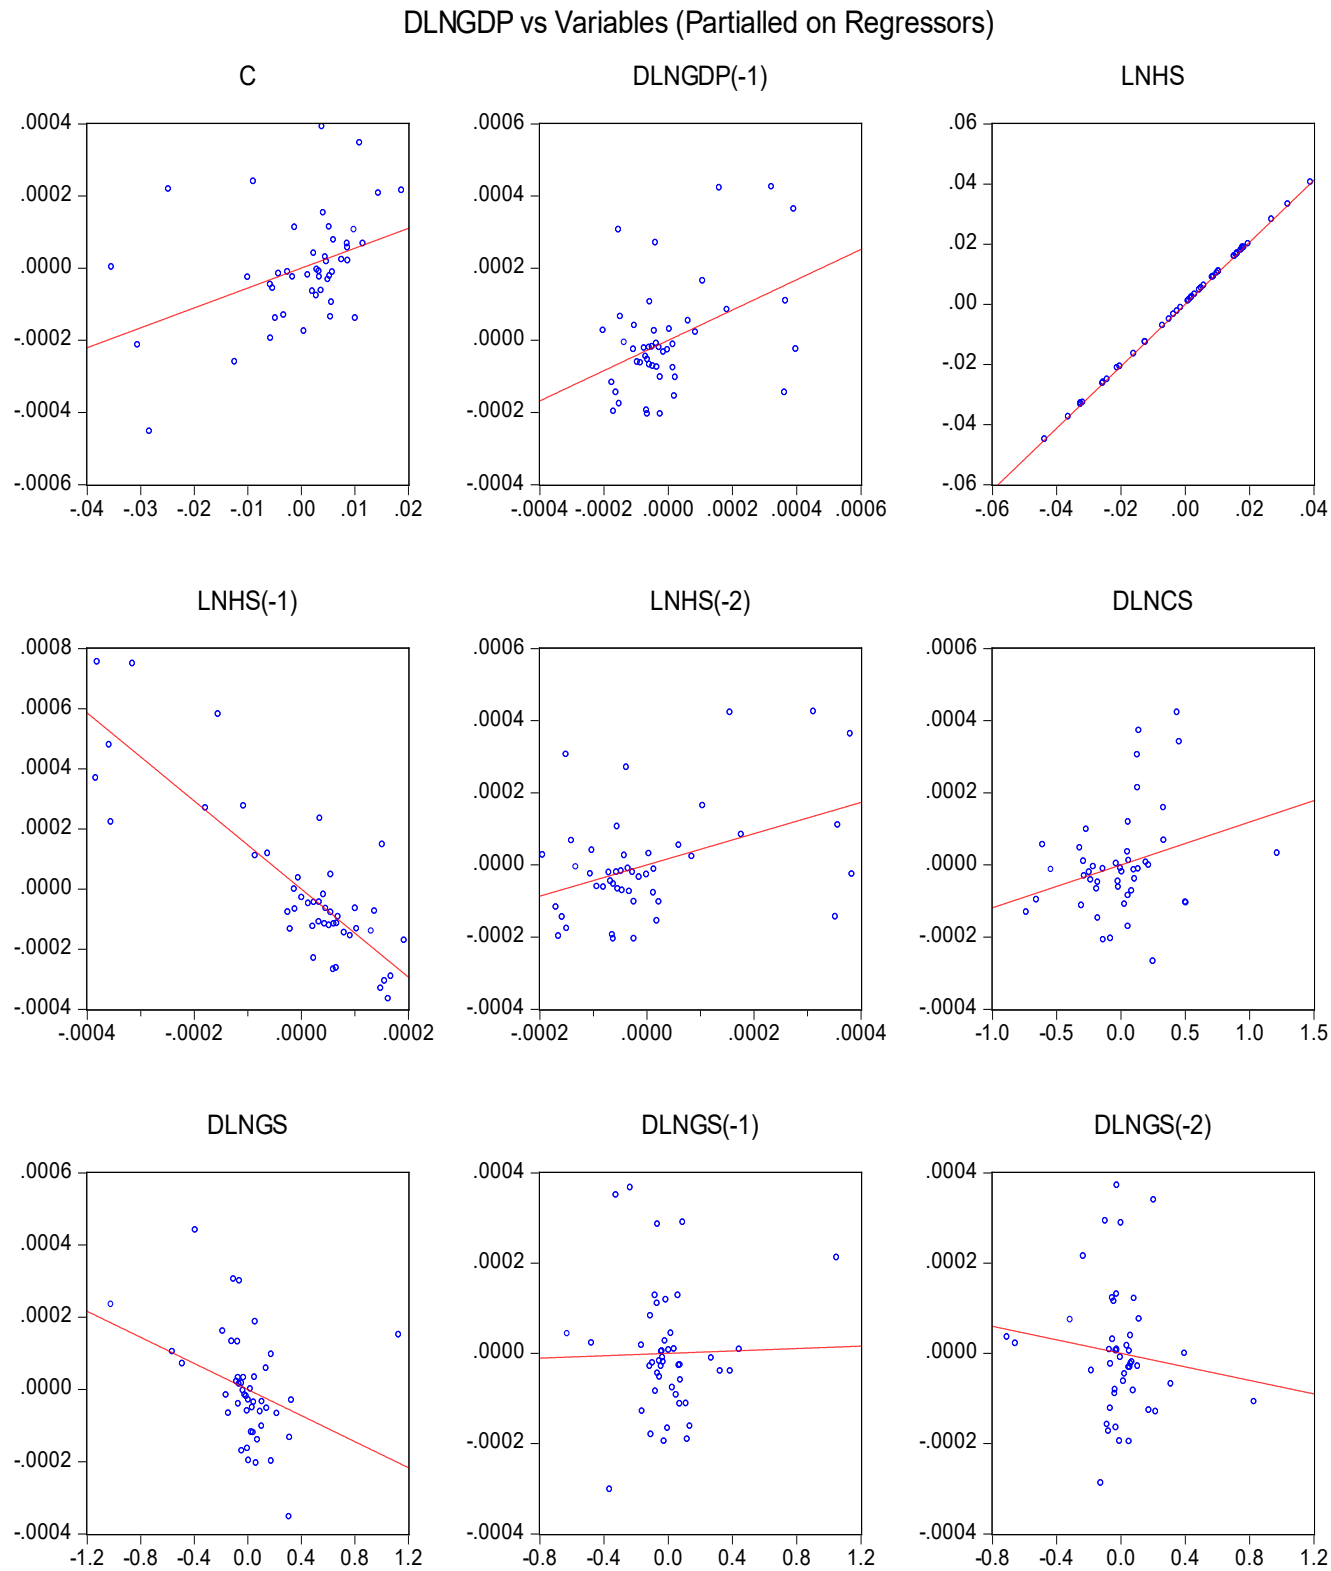 DLNGDP vs Variables (Partialled on Regressors)
C
DLNGDP(-1)
LNHS
.0004
.0002
.0000
-.0002
-.0004
-.0006
-.04 -.03 -.02 .00 .01 .02
.0006
.0004
.0002
.0000
-.0002
-.0004
-.0004 -.0002 .0000 .0002 .0004 .0006
.06
.04
.02
.00
-.02
-.04
-.06
-.06 -.04 -.02 .00 .02 .04
LNHS(-1)
LNHS(-2)
DLNCS
.0008
.0006
.0004
.0002
.0000
-.0002
-.0004
-.0004 -.0002 .0000 .0002
.0006
.0004
.0002
.0000
-.0002
-.0004
-.0002 .0000 .0002 .0004
.0006
.0004
.0002
.0000
-.0002
-.0004
-1.0 -0.5 0.0 0.5 1.0 1.5
DLNGS
DLNGS(-1)
DLNGS(-2)
.0006
.0004
.0002
.0000
-.0002
-.0004
-1.2 -0.8 -0.4 0.0 0.4 0.8 1.2
.0004
.0002
.0000
-.0002
-.0004
-0.8 -0.4 0.0 0.4 0.8 1.2
.0004
.0002
.0000
-.0002
-.0004
-0.8 -0.4 0.0 0.4 0.8 1.2